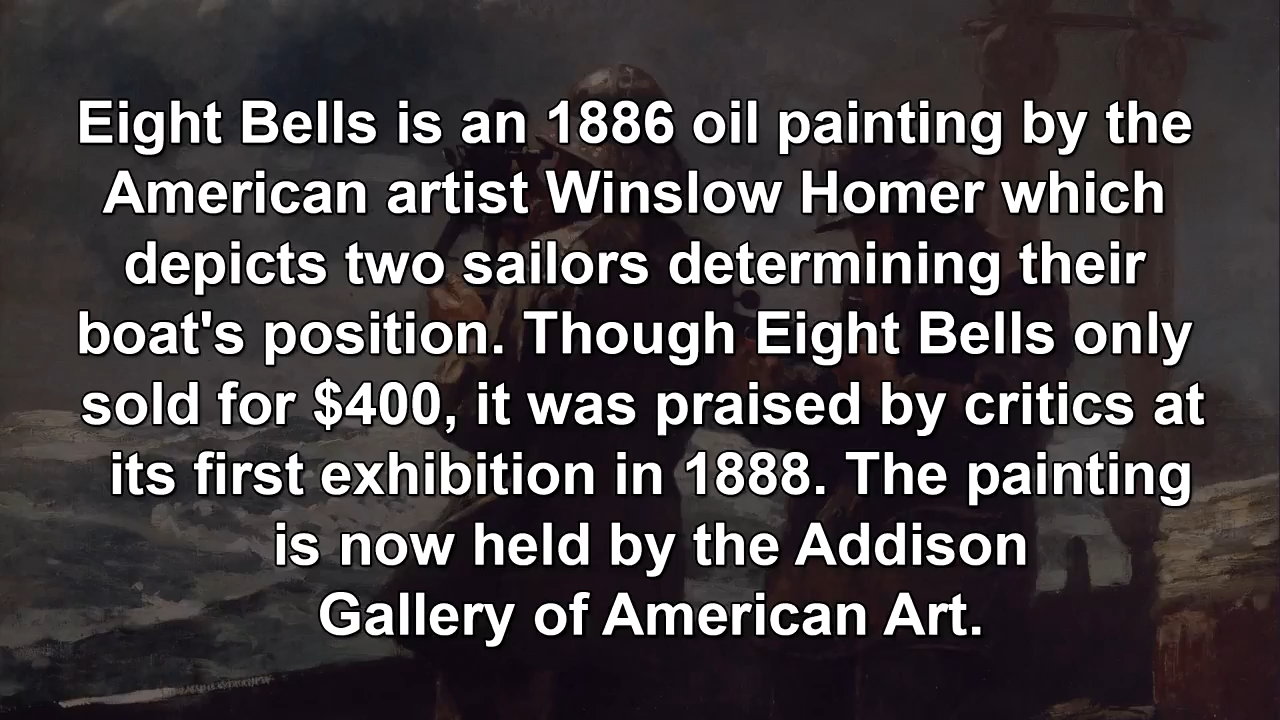 Eight Bells is an 1886 oil painting by the
American artist Winslow Homer which
depicts two sailors determining their
boat's position. Though Eight Bells only
sold for $400, it was praised by critics at
its first exhibition in 1888. The painting
is now held by the Addison
Gallery of American Art.